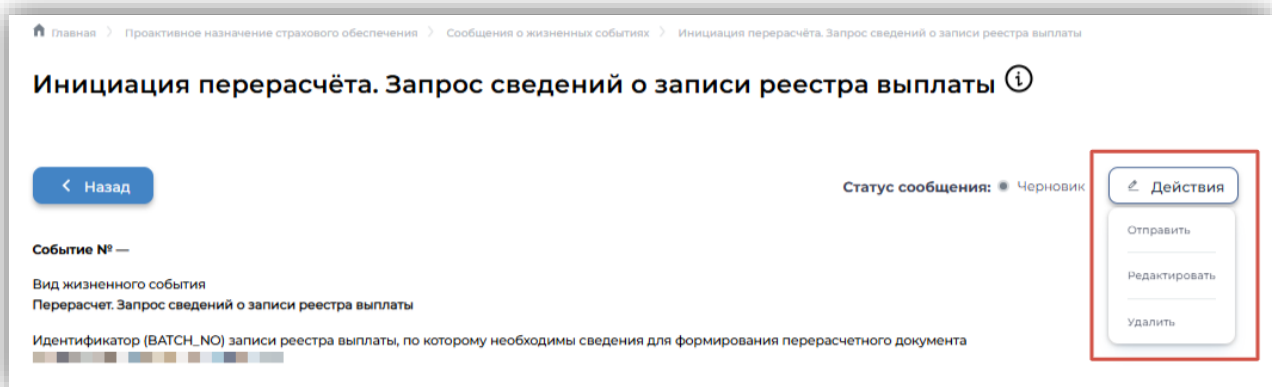 Главная > Проактивное назначение страхового обеспечения > Сообщения о жизненных событиях > Инициация перерасчёта. Запрос сведений о записи реестра выплаты
Инициация перерасчёта. Запрос сведений о записи реестра выплаты
Назад
Статус сообщения: Черновик
Действия
Отправить
Редактировать
Удалить
Событие № —
Вид жизненного события
Перерасчет. Запрос сведений о записи реестра выплаты
Идентификатор (BATCH_NO) записи реестра выплаты, по которому необходимы сведения для формирования перерасчетного документа